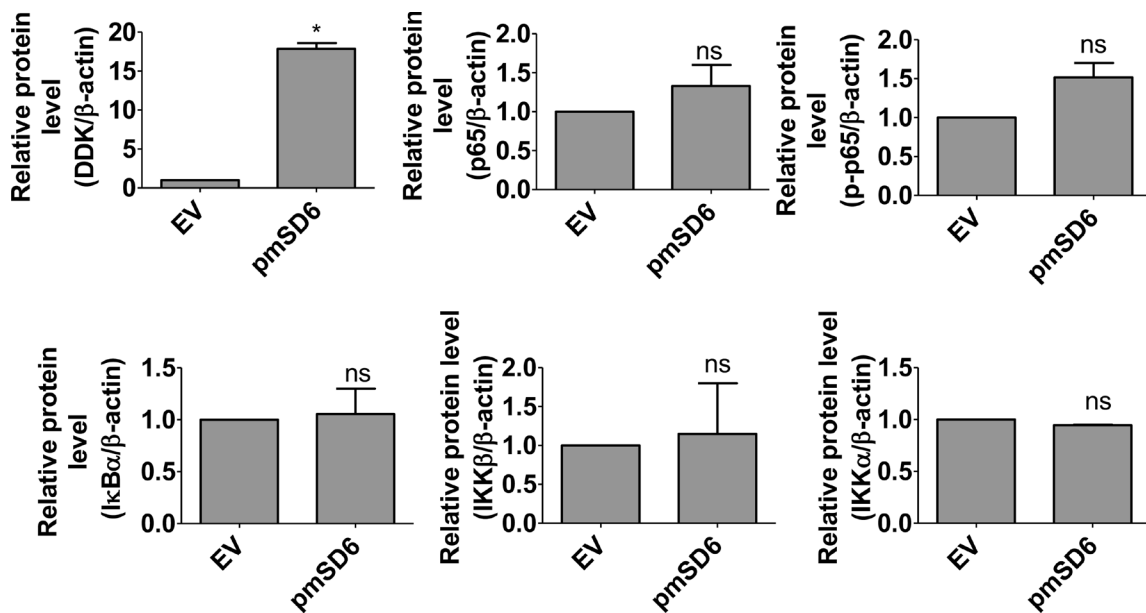 Relative protein
level
(DDK/β-actin)
20
15
10
5
0
*
EV
pmSD6
Relative protein
level
(p65/β-actin)
2.0
1.5
1.0
0.5
0.0
ns
EV
pmSD6
Relative protein
level
(p-p65/β-actin)
2.0
1.5
1.0
0.5
0.0
ns
EV
pmSD6
Relative protein
level
(IκBα/β-actin)
1.5
1.0
0.5
0.0
ns
EV
pmSD6
Relative protein level
(IKKβ/β-actin)
2.0
1.5
1.0
0.5
0.0
ns
EV
pmSD6
Relative protein level
(IKKα/β-actin)
1.5
1.0
0.5
0.0
ns
EV
pmSD6